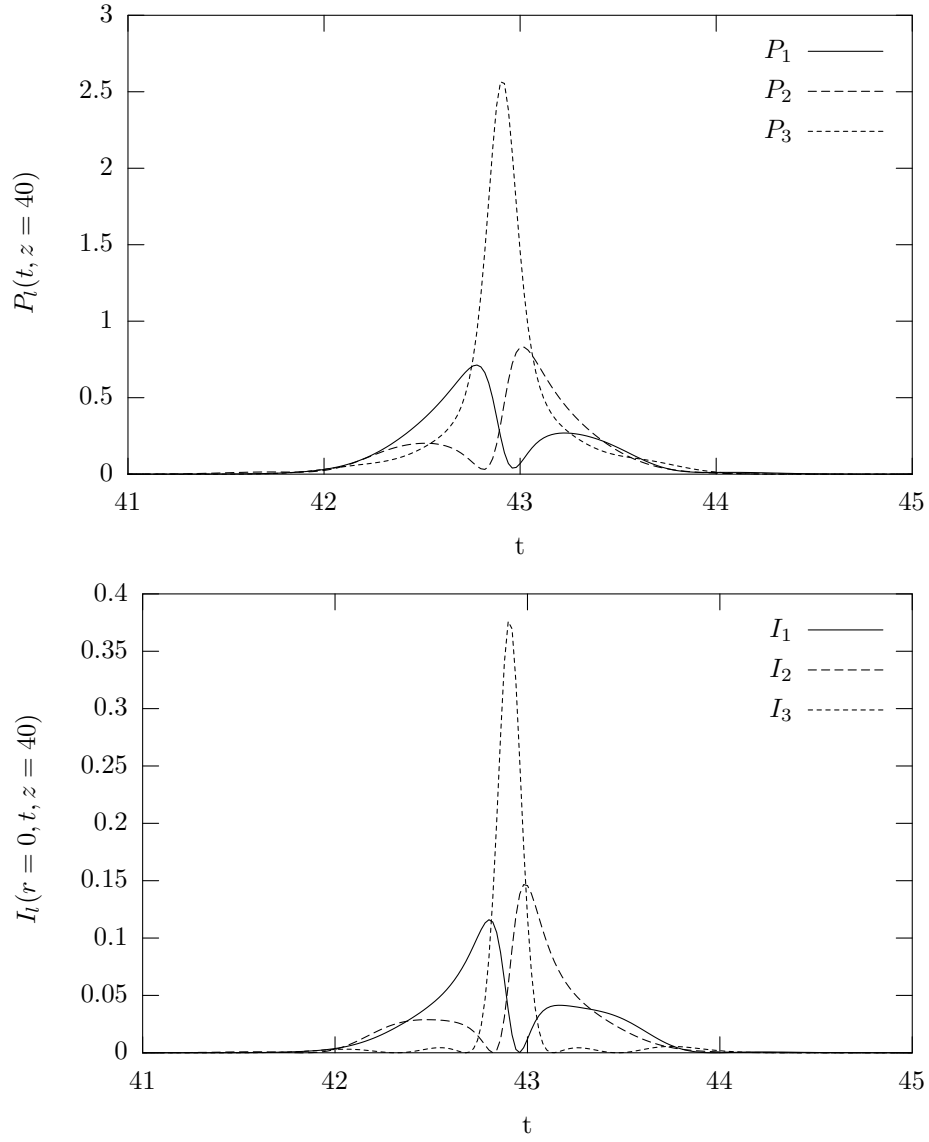 3
2.5
2
1.5
1
0.5
0
P_l(t, z = 40)
P_1
P_2
P_3
41 42 43 44 45
t
0.4
0.35
0.3
0.25
0.2
0.15
0.1
0.05
0
I_l(r = 0, t, z = 40)
I_1
I_2
I_3
41 42 43 44 45
t